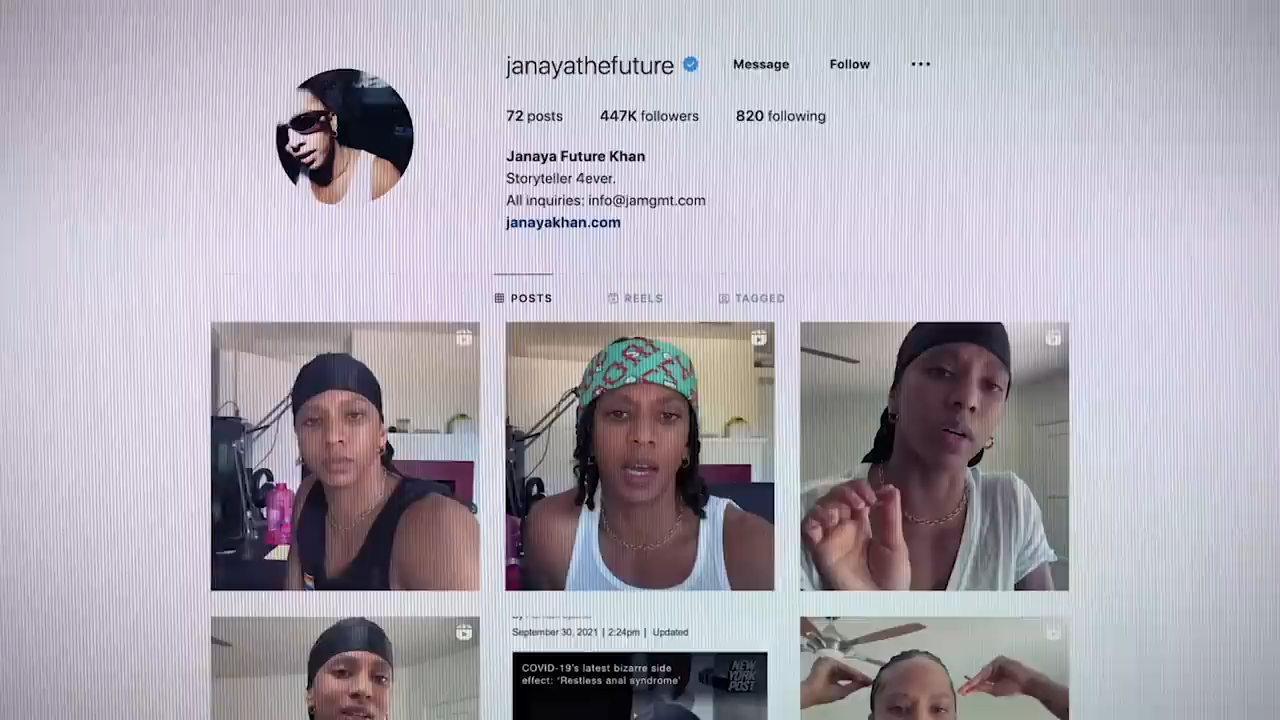 janayathefuture
Message
Follow
72 posts
447K followers
820 following
Janaya Future Khan
Storyteller 4ever.
All inquiries: info@jamgmt.com
janayakhan.com
POSTS
REELS
TAGGED
September 30, 2021 | 2:24pm | Updated
COVID-19's latest bizarre side
effect: 'Restless anal syndrome'
NEW
YORK
POST